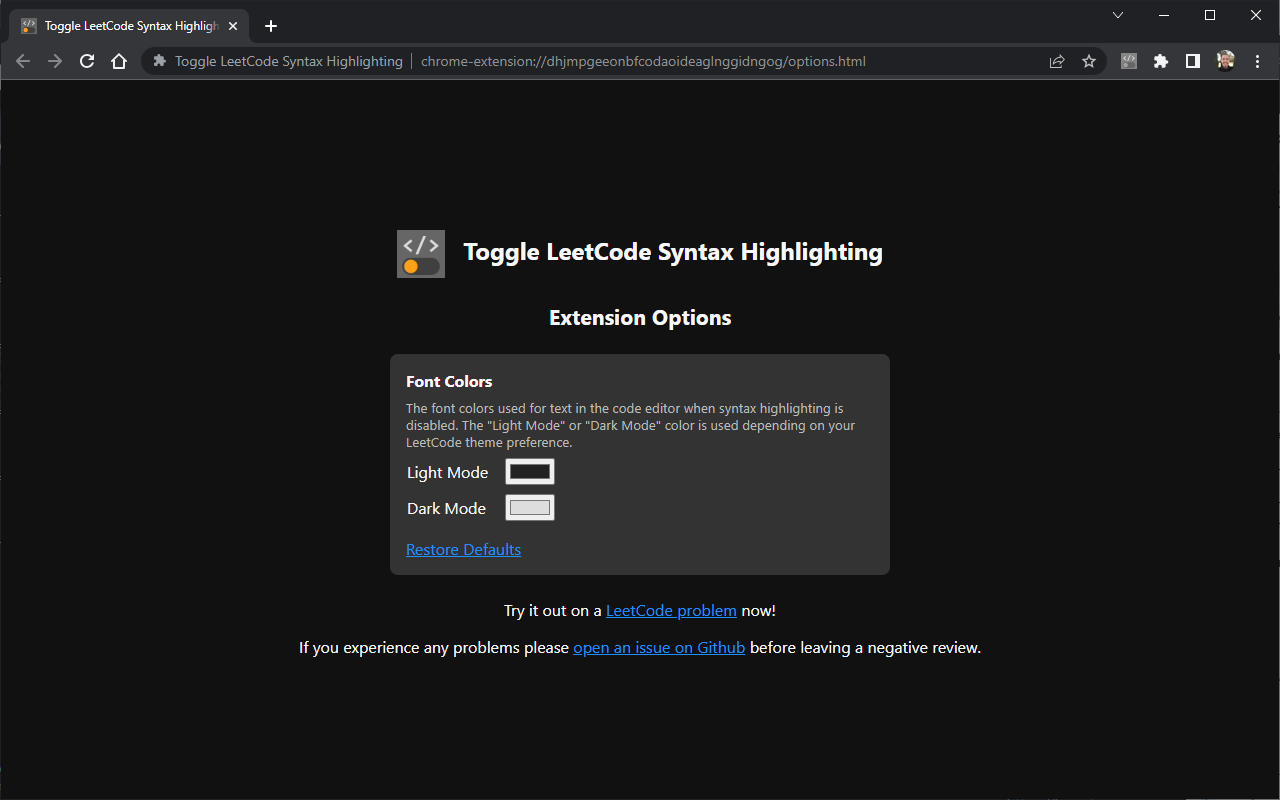 Toggle LeetCode Syntax Highligh
Toggle LeetCode Syntax Highlighting | chrome-extension://dhjmpgeeonbfcodaoideaglnggidngog/options.html
</>
Toggle LeetCode Syntax Highlighting
Extension Options
Font Colors
The font colors used for text in the code editor when syntax highlighting is
disabled. The "Light Mode" or "Dark Mode" color is used depending on your
LeetCode theme preference.
Light Mode
Dark Mode
Restore Defaults
Try it out on a LeetCode problem now!
If you experience any problems please open an issue on Github before leaving a negative review.